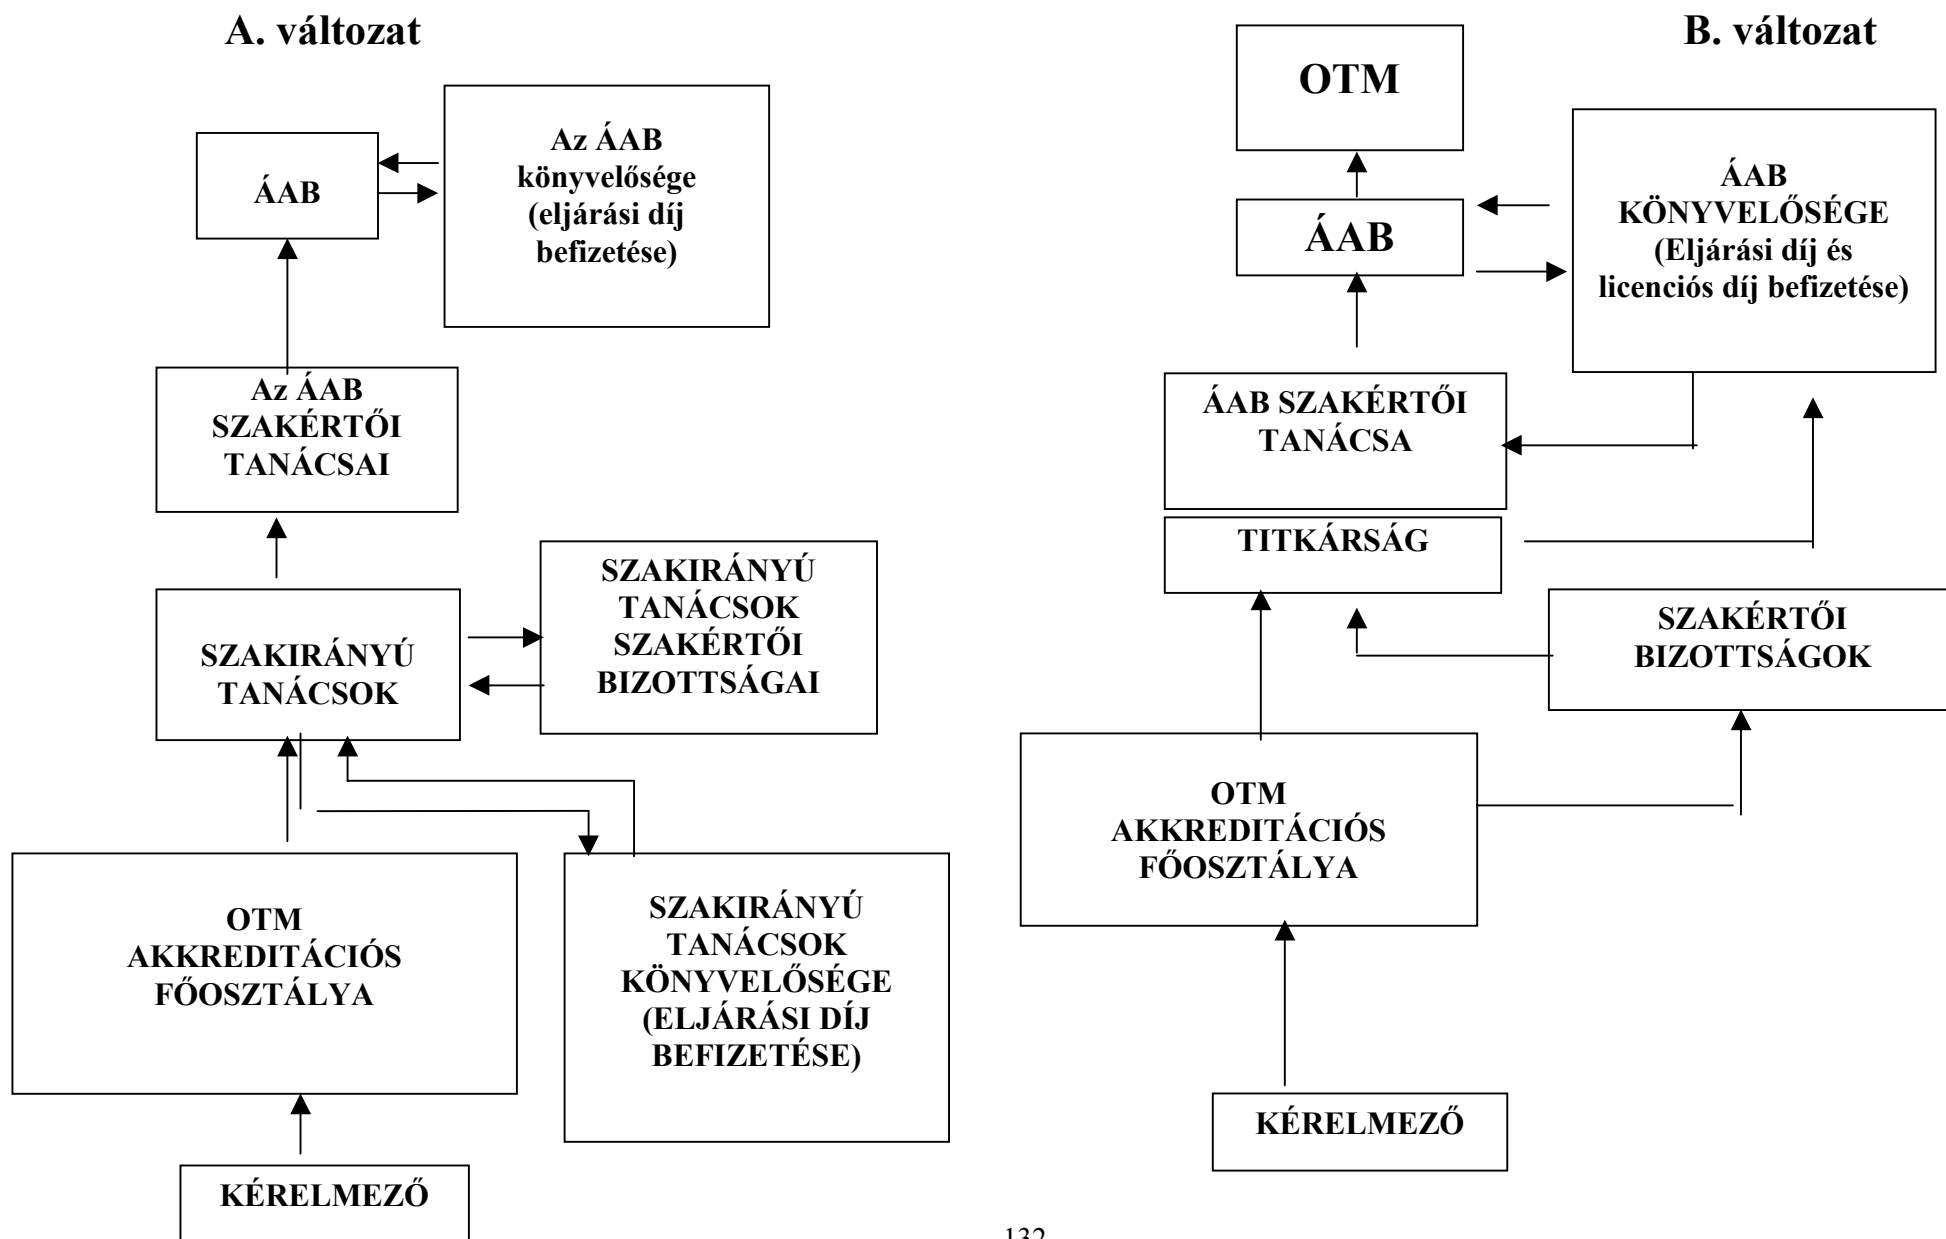 A. változat
ÁAB
Az ÁAB
könyvelősége
(eljárási díj
befizetése)
Az ÁAB
SZAKÉRTŐI
TANÁCSAI
SZAKIRÁNYÚ
TANÁCSOK
SZAKIRÁNYÚ
TANÁCSOK
SZAKÉRTŐI
BIZOTTSÁGAI
OTM
AKKREDITÁCIÓS
FŐOSZTÁLYA
SZAKIRÁNYÚ
TANÁCSOK
KÖNYVELŐSÉGE
(ELJÁRÁSI DÍJ
BEFIZETÉSE)
KÉRELMEZŐ
B. változat
OTM
ÁAB
ÁAB
KÖNYVELŐSÉGE
(Eljárási díj és
licenciós díj befizetése)
ÁAB SZAKÉRTŐI
TANÁCSA
TITKÁRSÁG
SZAKÉRTŐI
BIZOTTSÁGOK
OTM
AKKREDITÁCIÓS
FŐOSZTÁLYA
KÉRELMEZŐ
132